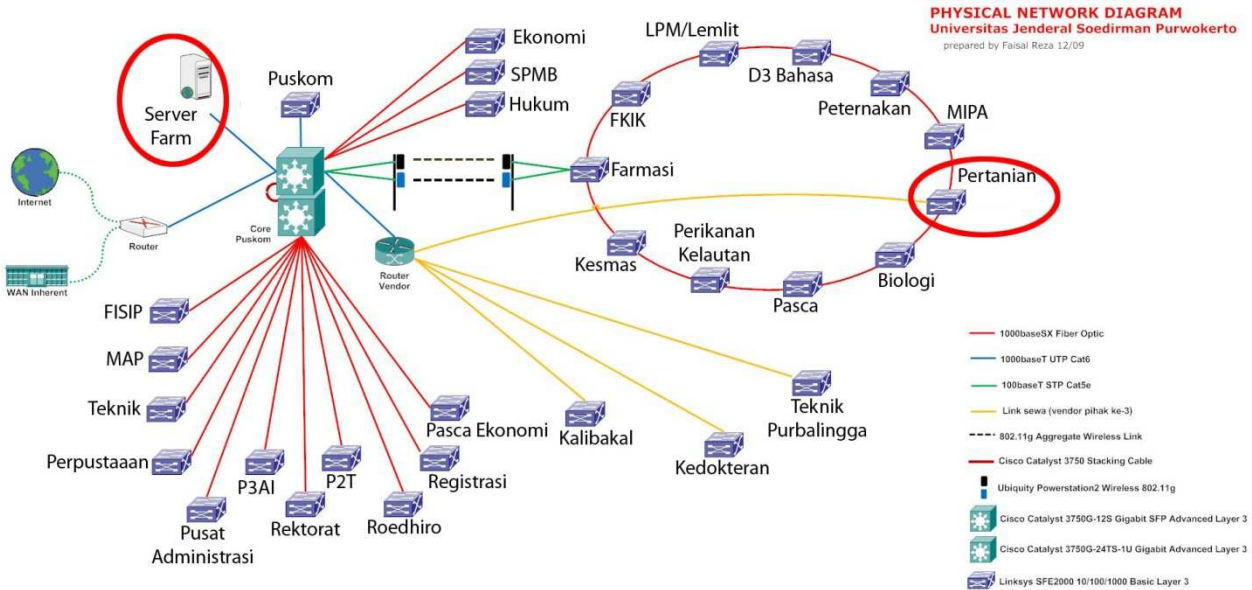 PHYSICAL NETWORK DIAGRAM
Universitas Jenderal Soedirman Purwokerto
prepared by Faisal Reza 12/09
Ekonomi
SPMB
Hukum
Puskom
Server
Farm
Internet
Router
WAN Inherent
Core
Puskom
Router
Vendor
LPM/Lemlit
D3 Bahasa
Peternakan
MIPA
Pertanian
FKIK
Farmasi
Kesmas
Perikanan
Kelautan
Pasca
Biologi
FISIP
MAP
Teknik
Perpustaaan
Pusat
Administrasi
P3AI
Rektorat
P2T
Roedhiro
Registrasi
Pasca Ekonomi
Kalibakal
Kedokteran
Teknik
Purbalingga
1000baseSX Fiber Optic
1000baseT UTP Cat6
100baseT STP Cat5e
Link sewa (vendor pihak ke-3)
802.11g Aggregate Wireless Link
Cisco Catalyst 3750 Stacking Cable
Ubiquity Powerstation2 Wireless 802.11g
Cisco Catalyst 3750G-12S Gigabit SFP Advanced Layer 3
Cisco Catalyst 3750G-24TS-1U Gigabit Advanced Layer 3
Linksys SFE2000 10/100/1000 Basic Layer 3